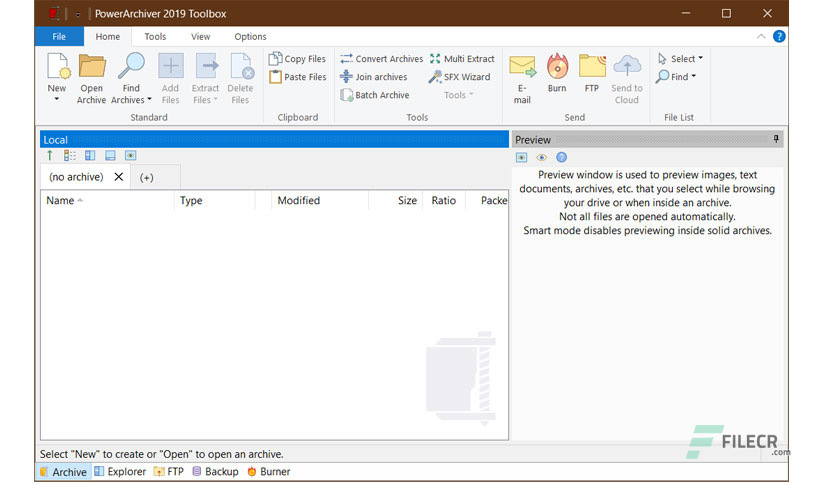 PowerArchiver 2019 Toolbox
File Home Tools View Options
New
Open Archive
Find Archives
Add Files
Extract Files
Delete Files
Standard
Copy Files
Paste Files
Clipboard
Convert Archives
Join archives
Batch Archive
Multi Extract
SFX Wizard
Tools
Tools
E-mail
Burn
FTP
Send to Cloud
Send
Select
Find
File List
Local
(no archive) (+)
Name Type Modified Size Ratio Packe
Preview
Preview window is used to preview images, text
documents, archives, etc. that you select while browsing
your drive or when inside an archive.
Not all files are opened automatically.
Smart mode disables previewing inside solid archives.
FILECR
.com
Select "New" to create or "Open" to open an archive.
Archive Explorer FTP Backup Burner